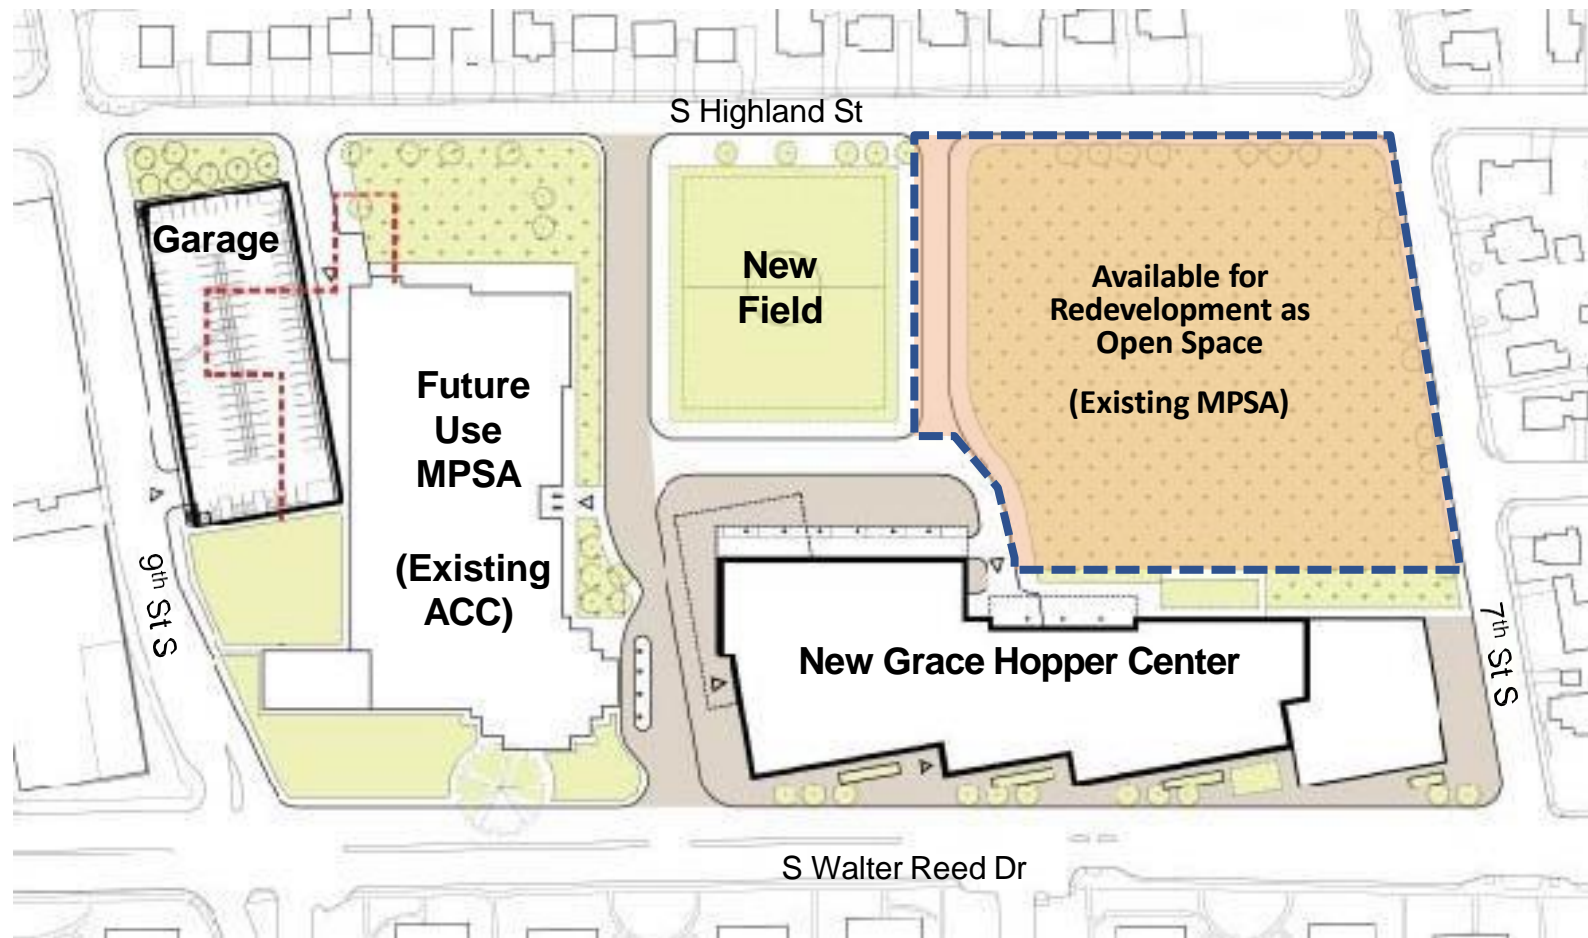 S Highland St
Garage
New
Field
Available for
Redevelopment as
Open Space
(Existing MPSA)
Future
Use
MPSA
(Existing
ACC)
9th St S
New Grace Hopper Center
7th St S
S Walter Reed Dr